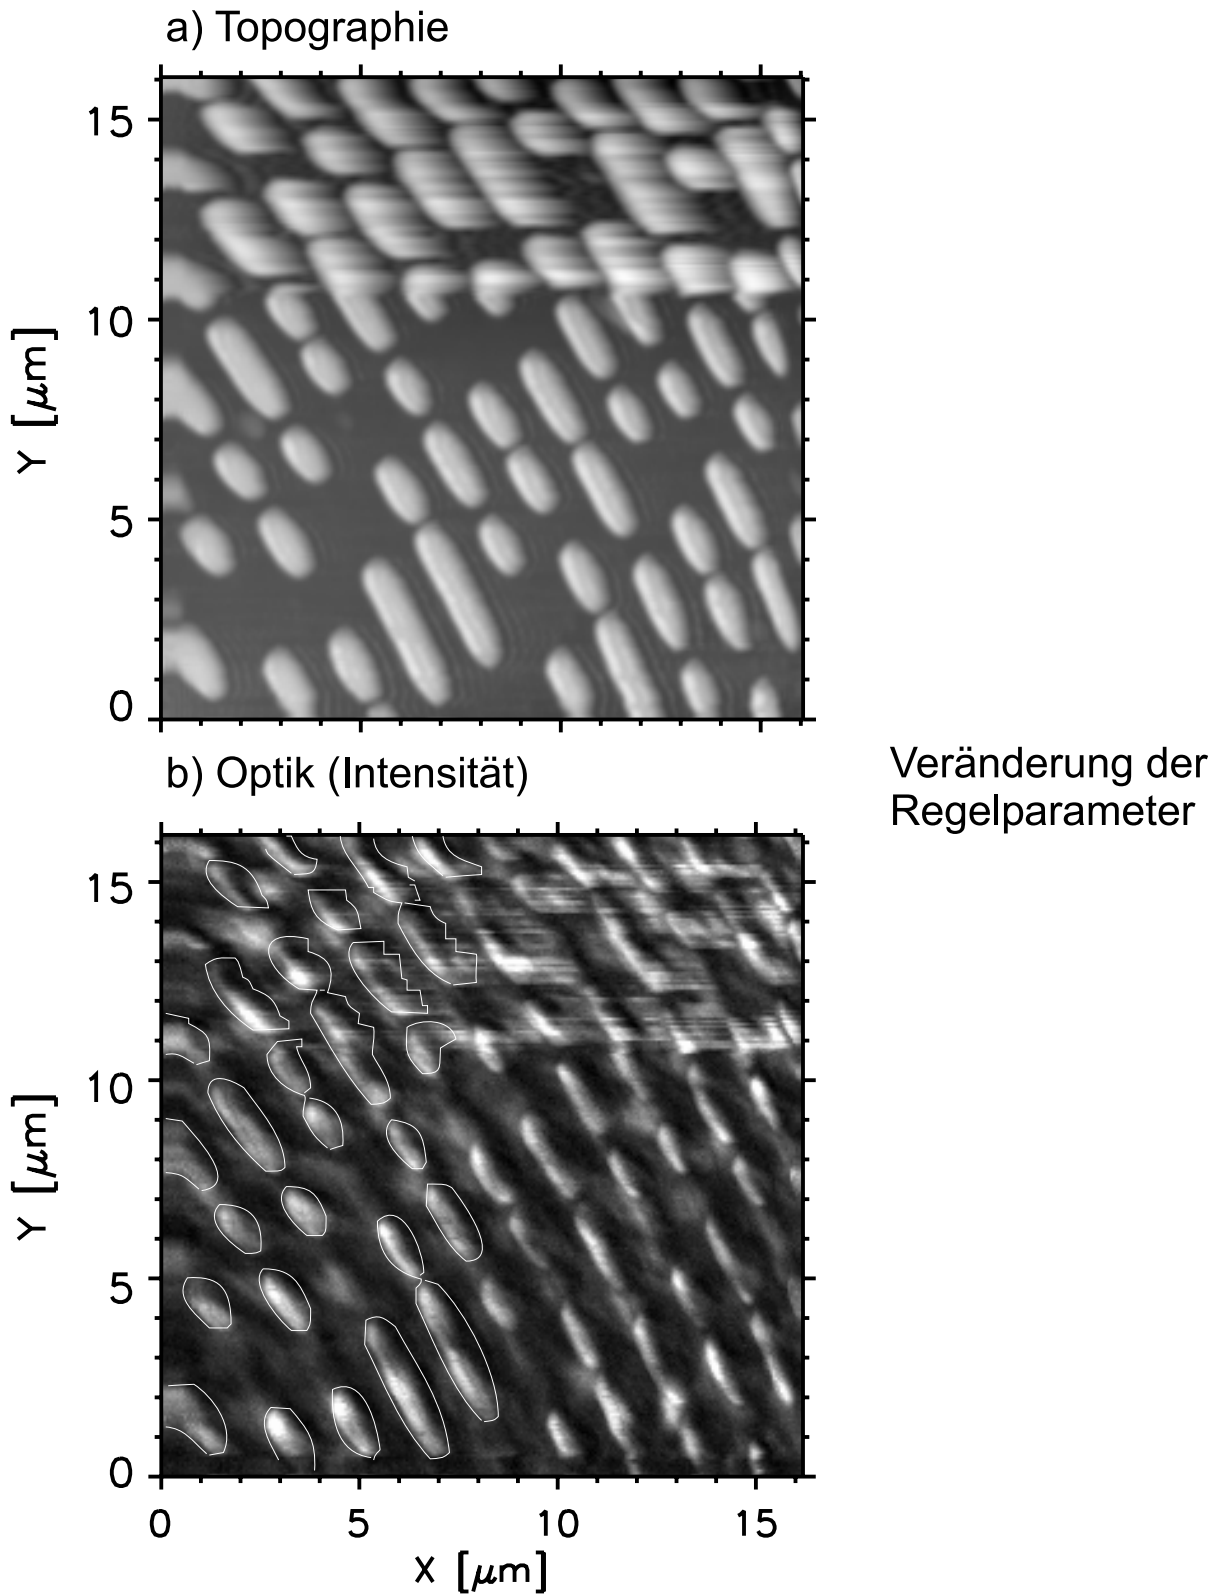 a) Topographie
15
10
5
0
Y [μm]
b) Optik (Intensität)
Veränderung der
Regelparameter
15
10
5
0
Y [μm]
0 5 10 15
X [μm]